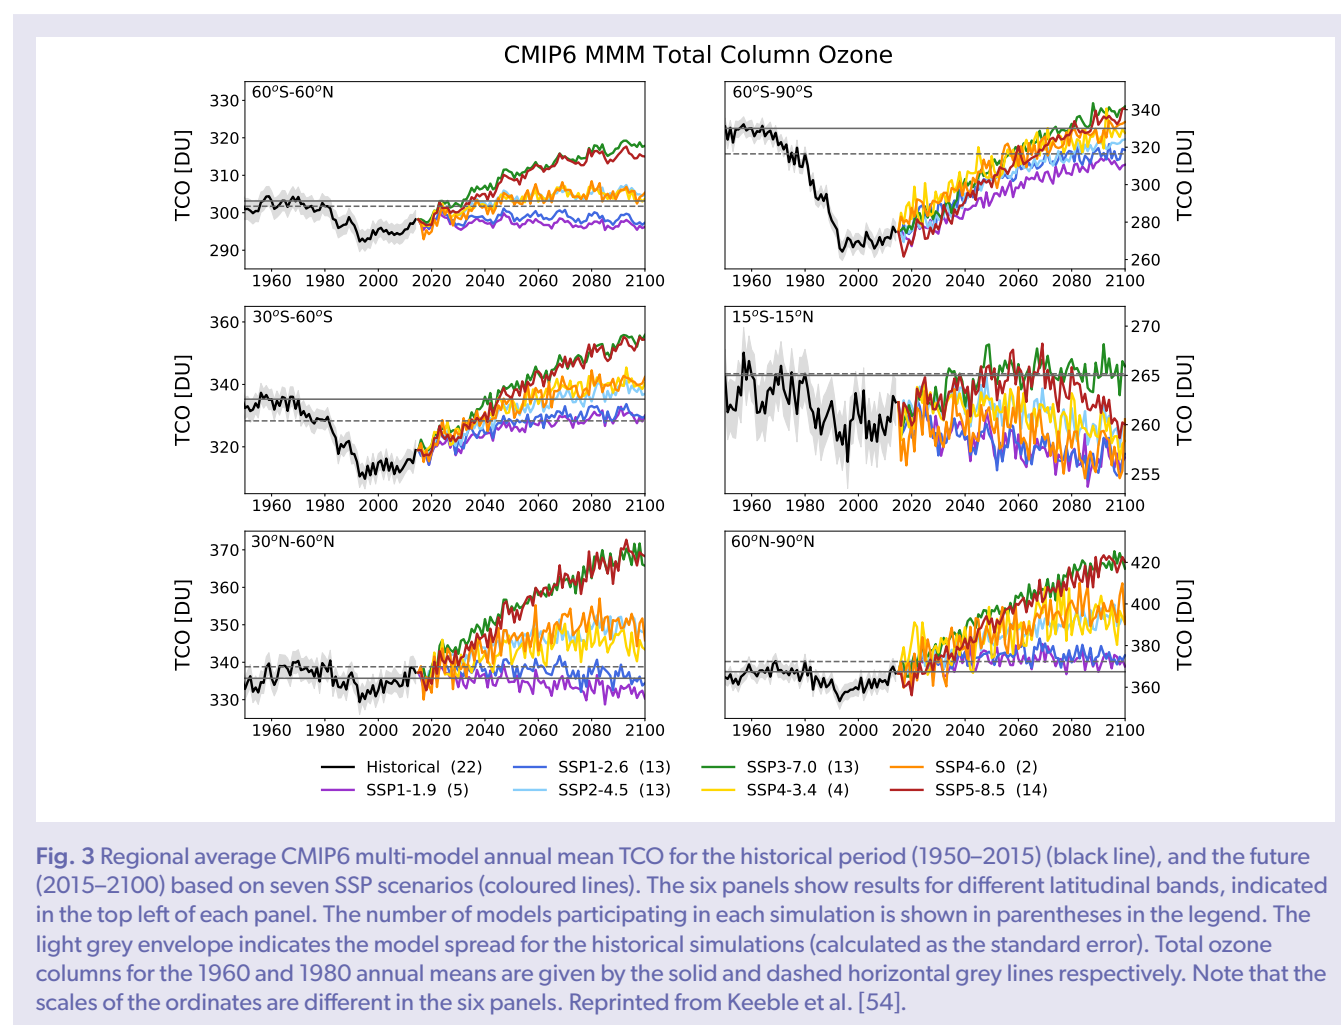 CMIP6 MMM Total Column Ozone
60°S-60°N
TCO [DU]
330
320
310
300
290
1960 1980 2000 2020 2040 2060 2080 2100
60°S-90°S
340
320
300
280
260
TCO [DU]
1960 1980 2000 2020 2040 2060 2080 2100
30°S-60°S
TCO [DU]
360
340
320
1960 1980 2000 2020 2040 2060 2080 2100
15°S-15°N
270
265
260
255
TCO [DU]
1960 1980 2000 2020 2040 2060 2080 2100
30°N-60°N
TCO [DU]
370
360
350
340
330
1960 1980 2000 2020 2040 2060 2080 2100
60°N-90°N
420
400
380
360
TCO [DU]
1960 1980 2000 2020 2040 2060 2080 2100
Historical (22) SSP1-2.6 (13) SSP3-7.0 (13) SSP4-6.0 (2)
SSP1-1.9 (5) SSP2-4.5 (13) SSP4-3.4 (4) SSP5-8.5 (14)
Fig. 3 Regional average CMIP6 multi-model annual mean TCO for the historical period (1950–2015) (black line), and the future
(2015–2100) based on seven SSP scenarios (coloured lines). The six panels show results for different latitudinal bands, indicated
in the top left of each panel. The number of models participating in each simulation is shown in parentheses in the legend. The
light grey envelope indicates the model spread for the historical simulations (calculated as the standard error). Total ozone
columns for the 1960 and 1980 annual means are given by the solid and dashed horizontal grey lines respectively. Note that the
scales of the ordinates are different in the six panels. Reprinted from Keeble et al. [54].